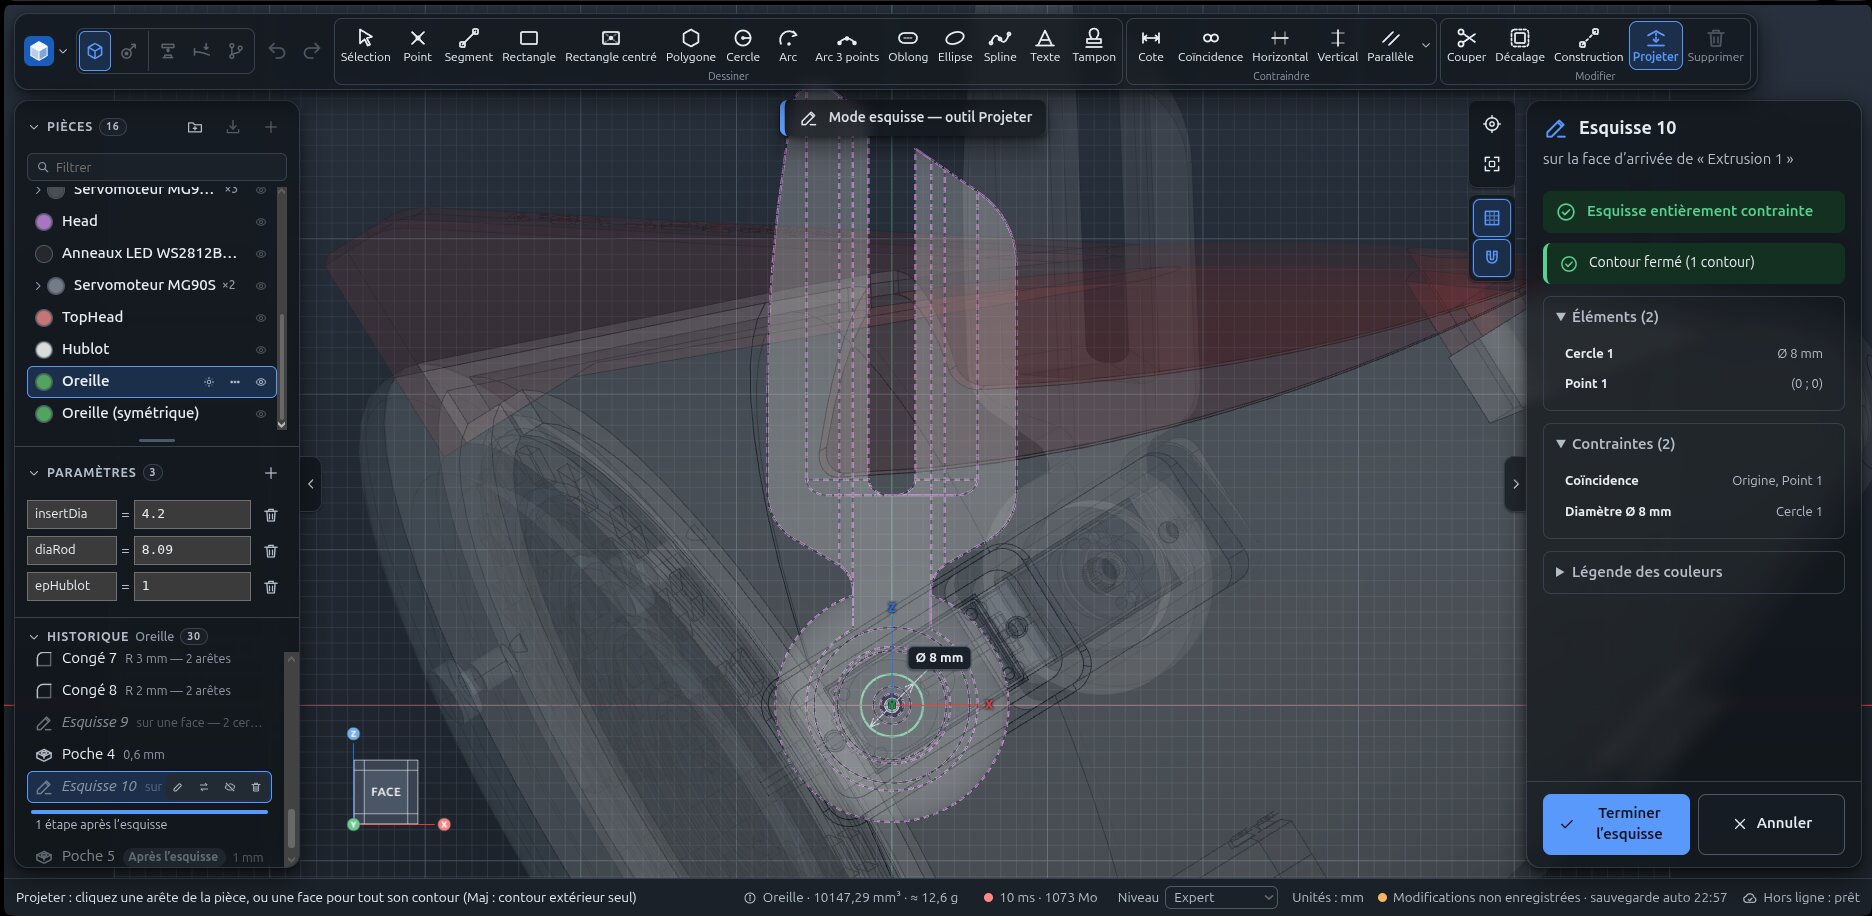 Sélection
Point
Segment
Rectangle
Rectangle centré
Polygone
Cercle
Arc
Arc 3 points
Oblong
Ellipse
Spline
Texte
Tampon
Dessiner
Cote
Coïncidence
Horizontal
Vertical
Parallèle
Contraindre
Couper
Décalage
Construction
Projeter
Supprimer
Modifier
PIÈCES 16
Filtrer
Servomoteur MG9... ×3
Head
Anneaux LED WS2812B...
Servomoteur MG90S ×2
TopHead
Hublot
Oreille
Oreille (symétrique)
PARAMÈTRES 3
insertDia = 4.2
diaRod = 8.09
epHublot = 1
HISTORIQUE Oreille 30
Congé 7 R 3 mm — 2 arêtes
Congé 8 R 2 mm — 2 arêtes
Esquisse 9 sur une face — 2 cer...
Poche 4 0,6 mm
Esquisse 10 sur
1 étape après l’esquisse
Poche 5 Après l’esquisse 1 mm
Mode esquisse — outil Projeter
Z
Ø 8 mm
X
Z
FACE
Y
X
Esquisse 10
sur la face d’arrivée de « Extrusion 1 »
Esquisse entièrement contrainte
Contour fermé (1 contour)
Éléments (2)
Cercle 1 Ø 8 mm
Point 1 (0 ; 0)
Contraintes (2)
Coïncidence Origine, Point 1
Diamètre Ø 8 mm Cercle 1
Légende des couleurs
Terminer
l’esquisse
Annuler
Projeter : cliquez une arête de la pièce, ou une face pour tout son contour (Maj : contour extérieur seul)
Oreille · 10147,29 mm³ · ≈ 12,6 g
10 ms · 1073 Mo
Niveau Expert
Unités : mm
Modifications non enregistrées · sauvegarde auto 22:57
Hors ligne : prêt